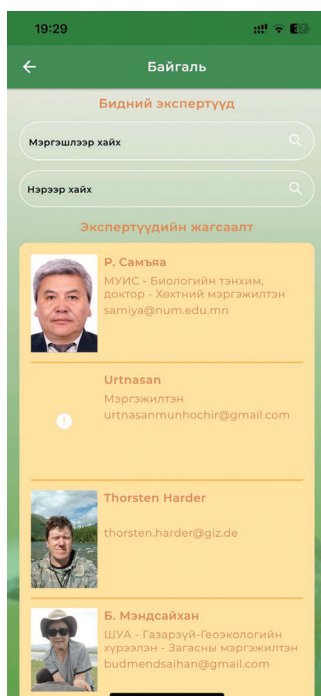 19:29
37
Байгаль
Бидний экспертүүд
Мэргэшлээр хайх
Нэрээр хайх
Экспертүүдийн жагсаалт
Р. Самъяа
МУИС - Биологийн тэнхим,
доктор - Хөхтний мэргэжилтэн
samiya@num.edu.mn
Urtnasan
Мэргэжилтэн
urtnasanmunhochir@gmail.com
Thorsten Harder
thorsten.harder@giz.de
Б. Мэндсайхан
ШУА - Газарзүй-Геоэкологийн
хүрээлэн - Загасны мэргэжилтэн
budmendsaihan@gmail.com